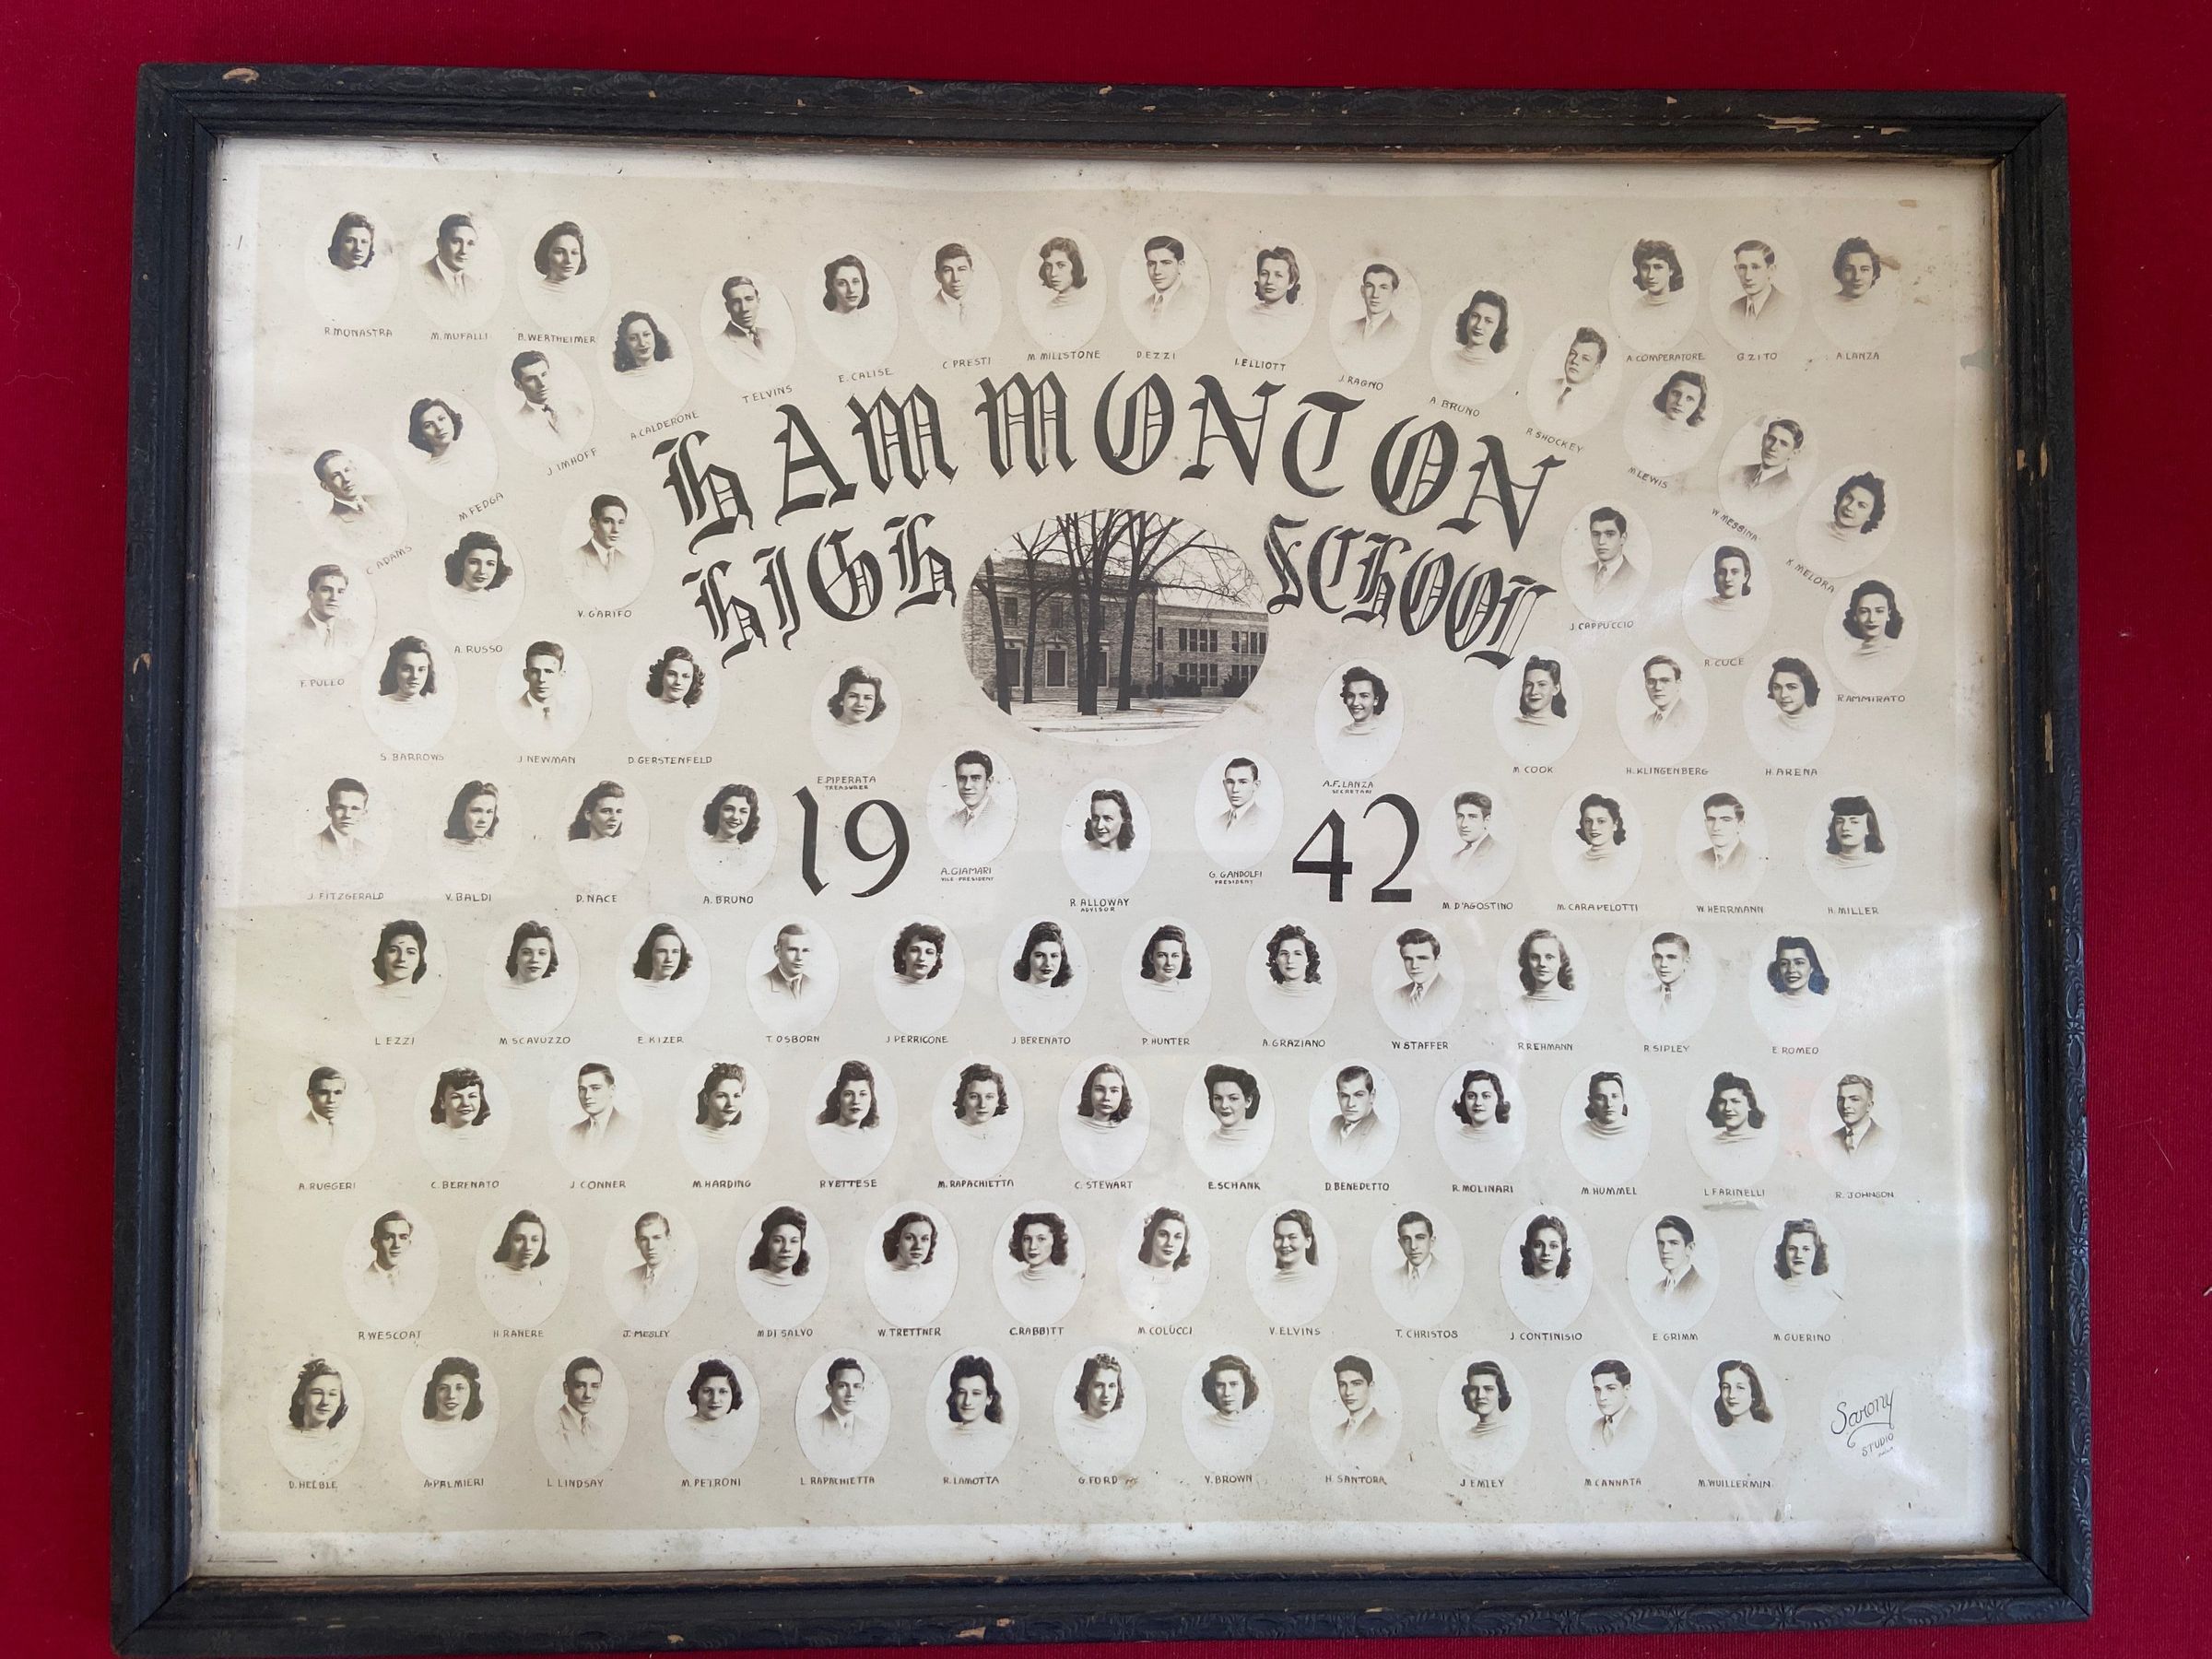 R. MONASTRA
M. MUFALLI
B. WERTHEIMER
A. CALDERONE
T. ELVINS
E. CALISE
C. PRESTI
M. MILLSTONE
D. EZZI
I. ELLIOTT
J. RAGNO
A. BRUNO
R. SHOCKEY
A. COMPERATORE
G. ZITO
A. LANZA
C. ADAMS
M. FEDGA
J. IMHOFF
M. LEWIS
W. MESSINA
K. MELORA
HAMMONTON
HIGH SCHOOL
F. PULEO
A. RUSSO
V. GARIFO
J. CAPPUCCIO
R. CUCE
R. AMMIRATO
S. BARROWS
J. NEWMAN
D. GERSTENFELD
E. PIPERATA
TREASURER
A. F. LANZA
SECRETARY
M. COOK
H. KLINGENBERG
H. ARENA
J. FITZGERALD
V. BALDI
D. NACE
A. BRUNO
19
A. GIAMARI
VICE-PRESIDENT
R. ALLOWAY
ADVISOR
G. GANDOLFI
PRESIDENT
42
M. D'AGOSTINO
M. CARAVELOTTI
W. HERRMANN
H. MILLER
L. EZZI
M. SCAVUZZO
E. KIZER
T. OSBORN
J. PERRICONE
J. BERENATO
P. HUNTER
A. GRAZIANO
W. STAFFER
R. REHMANN
R. SIPLEY
E. ROMEO
A. RUGGERI
C. BERENATO
J. CONNER
M. HARDING
P. VETTESE
M. RAPACHIETTA
C. STEWART
E. SCHANK
D. BENEDETTO
R. MOLINARI
M. HUMMEL
L. FARINELLI
R. JOHNSON
R. WESCOAT
H. RANERE
J. MESLEY
M. DI SALVO
W. TRETTNER
C. RABBITT
M. COLUCCI
V. ELVINS
T. CHRISTOS
J. CONTINISIO
E. GRIMM
M. GUERINO
D. HEEBLE
A. PALMIERI
L. LINDSAY
M. PETRONI
L. RAPACHIETTA
R. LAMOTTA
G. FORD
V. BROWN
H. SANTORA
J. EMLEY
M. CANNATA
M. WUILLERMIN
Sarony
STUDIO